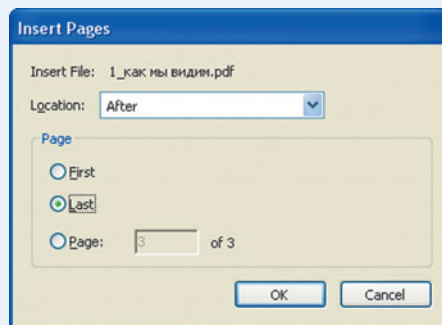 Insert Pages
Insert File: 1_как мы видим.pdf
Location: After
Page
First
Last
Page: 3 of 3
OK Cancel